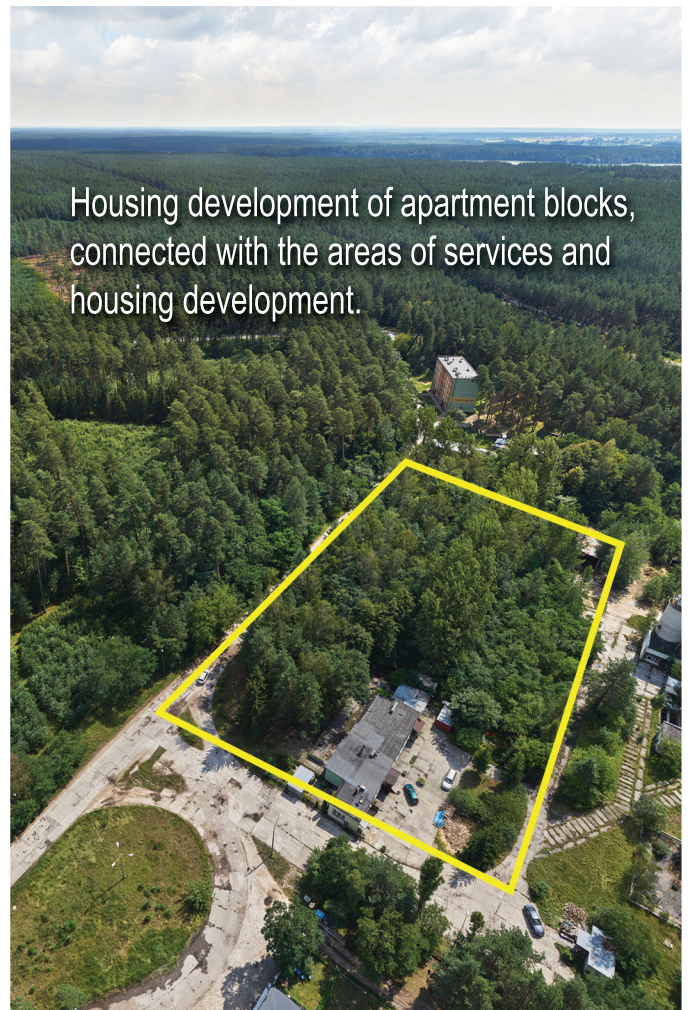 Housing development of apartment blocks,
connected with the areas of services and
housing development.